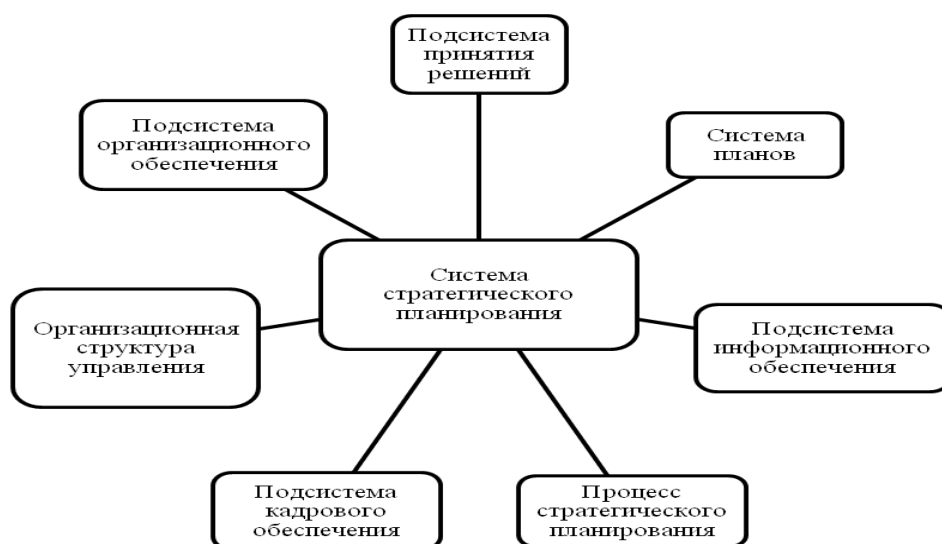 Подсистема
принятия
решений
Подсистема
организационного
обеспечения
Система
планов
Система
стратегического
планирования
Организационная
структура
управления
Подсистема
информационного
обеспечения
Подсистема
кадрового
обеспечения
Процесс
стратегического
планирования